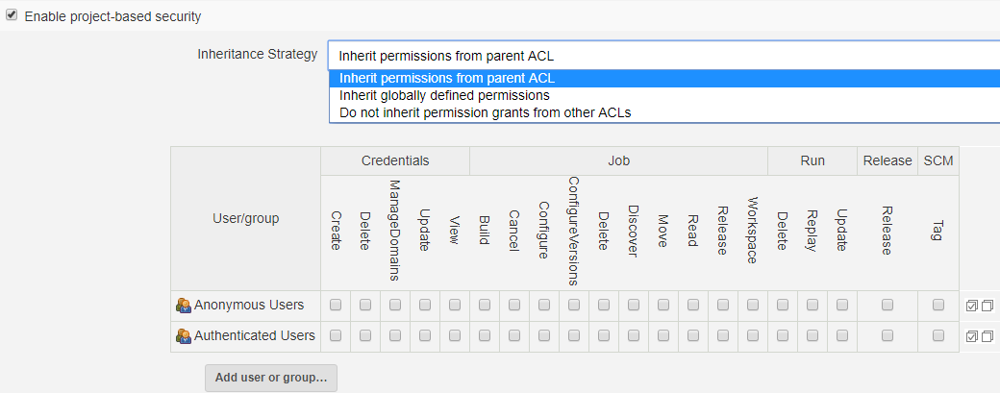 Enable project-based security
Inheritance Strategy
Inherit permissions from parent ACL
Inherit permissions from parent ACL
Inherit globally defined permissions
Do not inherit permission grants from other ACLs
User/group
Credentials
Job
Run
Release
SCM
Create
Delete
ManageDomains
Update
View
Build
Cancel
Configure
ConfigureVersions
Delete
Discover
Move
Read
Release
Workspace
Delete
Replay
Update
Release
Tag
Anonymous Users
Authenticated Users
Add user or group…